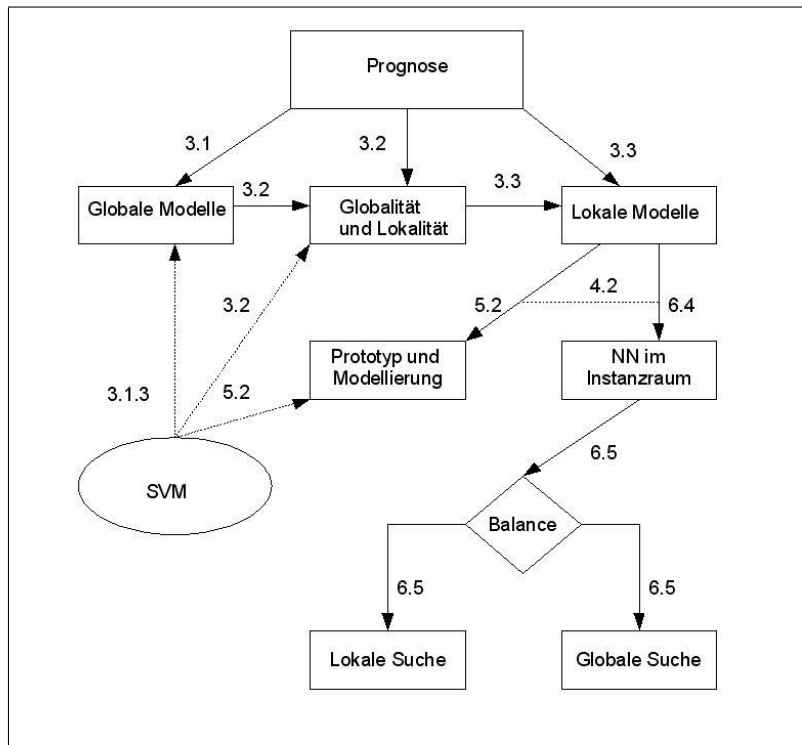 Prognose
3.1
3.2
3.3
Globale Modelle
3.2
Globalität
und Lokalität
3.3
Lokale Modelle
3.2
5.2
4.2
6.4
Prototyp und
Modellierung
NN im
Instanzraum
3.1.3
5.2
6.5
SVM
Balance
6.5
6.5
Lokale Suche
Globale Suche